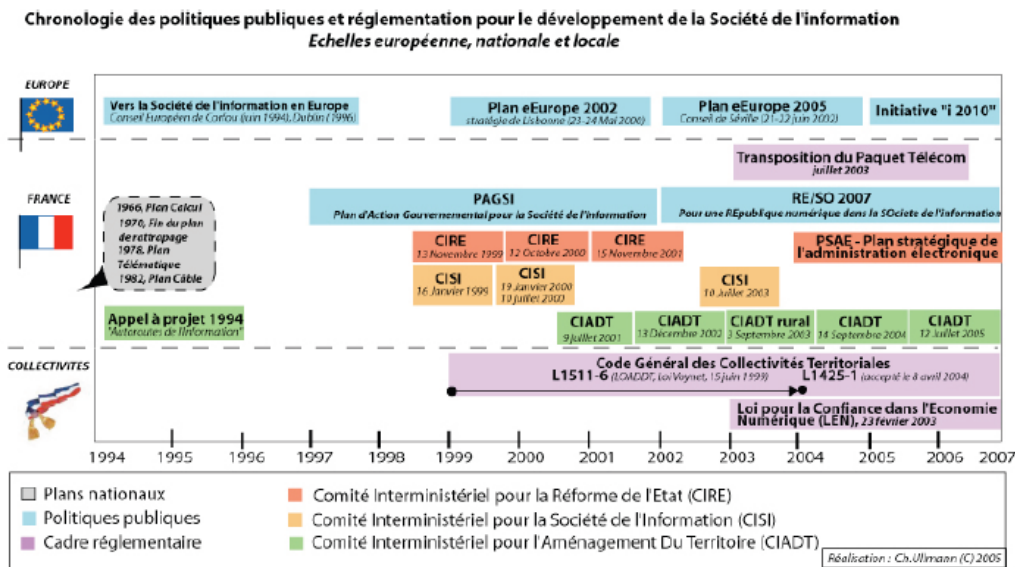 Chronologie des politiques publiques et réglementation pour le développement de la Société de l'information
Echelles européenne, nationale et locale
EUROPE
Vers la Société de l'information en Europe
Conseil Européen de Corfou (juin 1994), Dublin (1996)
Plan eEurope 2002
stratégie de Lisbonne (23-24 Mai 2000)
Plan eEurope 2005
Conseil de Séville (21-22 juin 2002)
Initiative "i 2010"
Transposition du Paquet Télécom
juillet 2003
FRANCE
1966, Plan Calcul
1970, Fin du plan
de rattrapage
1978, Plan
Télématique
1982, Plan Câble
PAGSI
Plan d'Action Gouvernemental pour la Société de l'information
RE/SO 2007
Pour une REpublique numérique dans la SOciete de l'information
CIRE
13 Novembre 1999
CIRE
12 Octobre 2000
CIRE
15 Novembre 2001
PSAE - Plan stratégique de
l'administration électronique
CISI
16 Janvier 1999
CISI
19 Janvier 2000
10 juillet 2000
CISI
10 Juillet 2003
Appel à projet 1994
"Autoroutes de l'Information"
CIADT
9 juillet 2001
CIADT
13 Décembre 2002
CIADT rural
3 Septembre 2003
CIADT
14 Septembre 2004
CIADT
12 Juillet 2005
COLLECTIVITES
Code Général des Collectivités Territoriales
L1511-6 (LOADDT, Loi Voynet, 15 juin 1999)
L1425-1 (accepté le 8 avril 2004)
Loi pour la Confiance dans l'Economie
Numérique (LEN), 23 février 2003
1994 1995 1996 1997 1998 1999 2000 2001 2002 2003 2004 2005 2006 2007
Plans nationaux
Politiques publiques
Cadre réglementaire
Comité Interministériel pour la Réforme de l'Etat (CIRE)
Comité Interministériel pour la Société de l'Information (CISI)
Comité Interministériel pour l'Aménagement Du Territoire (CIADT)
Réalisation : Ch.Ullmann (C) 2005